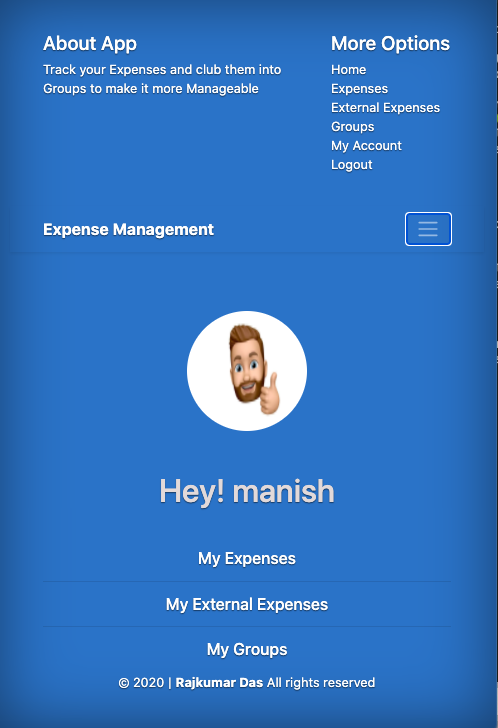 About App
Track your Expenses and club them into
Groups to make it more Manageable
More Options
Home
Expenses
External Expenses
Groups
My Account
Logout
Expense Management
Hey! manish
My Expenses
My External Expenses
My Groups
© 2020 | Rajkumar Das All rights reserved